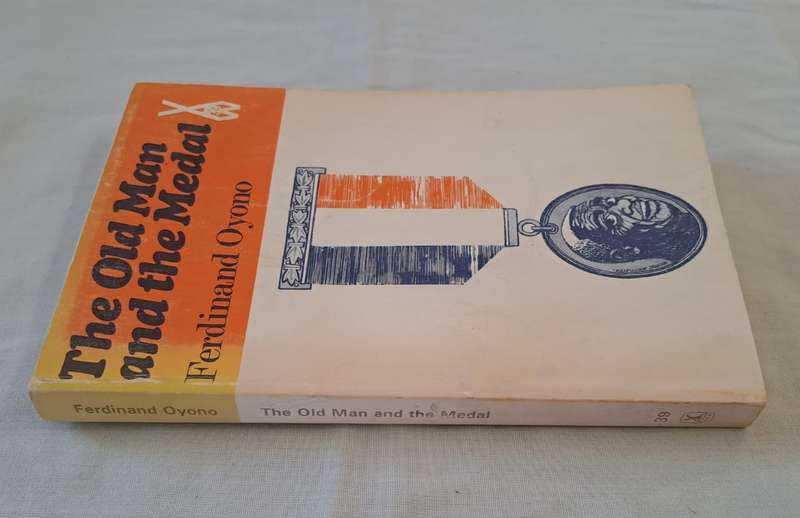 The Old Man
and the Medal
Ferdinand Oyono
Ferdinand Oyono
The Old Man and the Medal
39